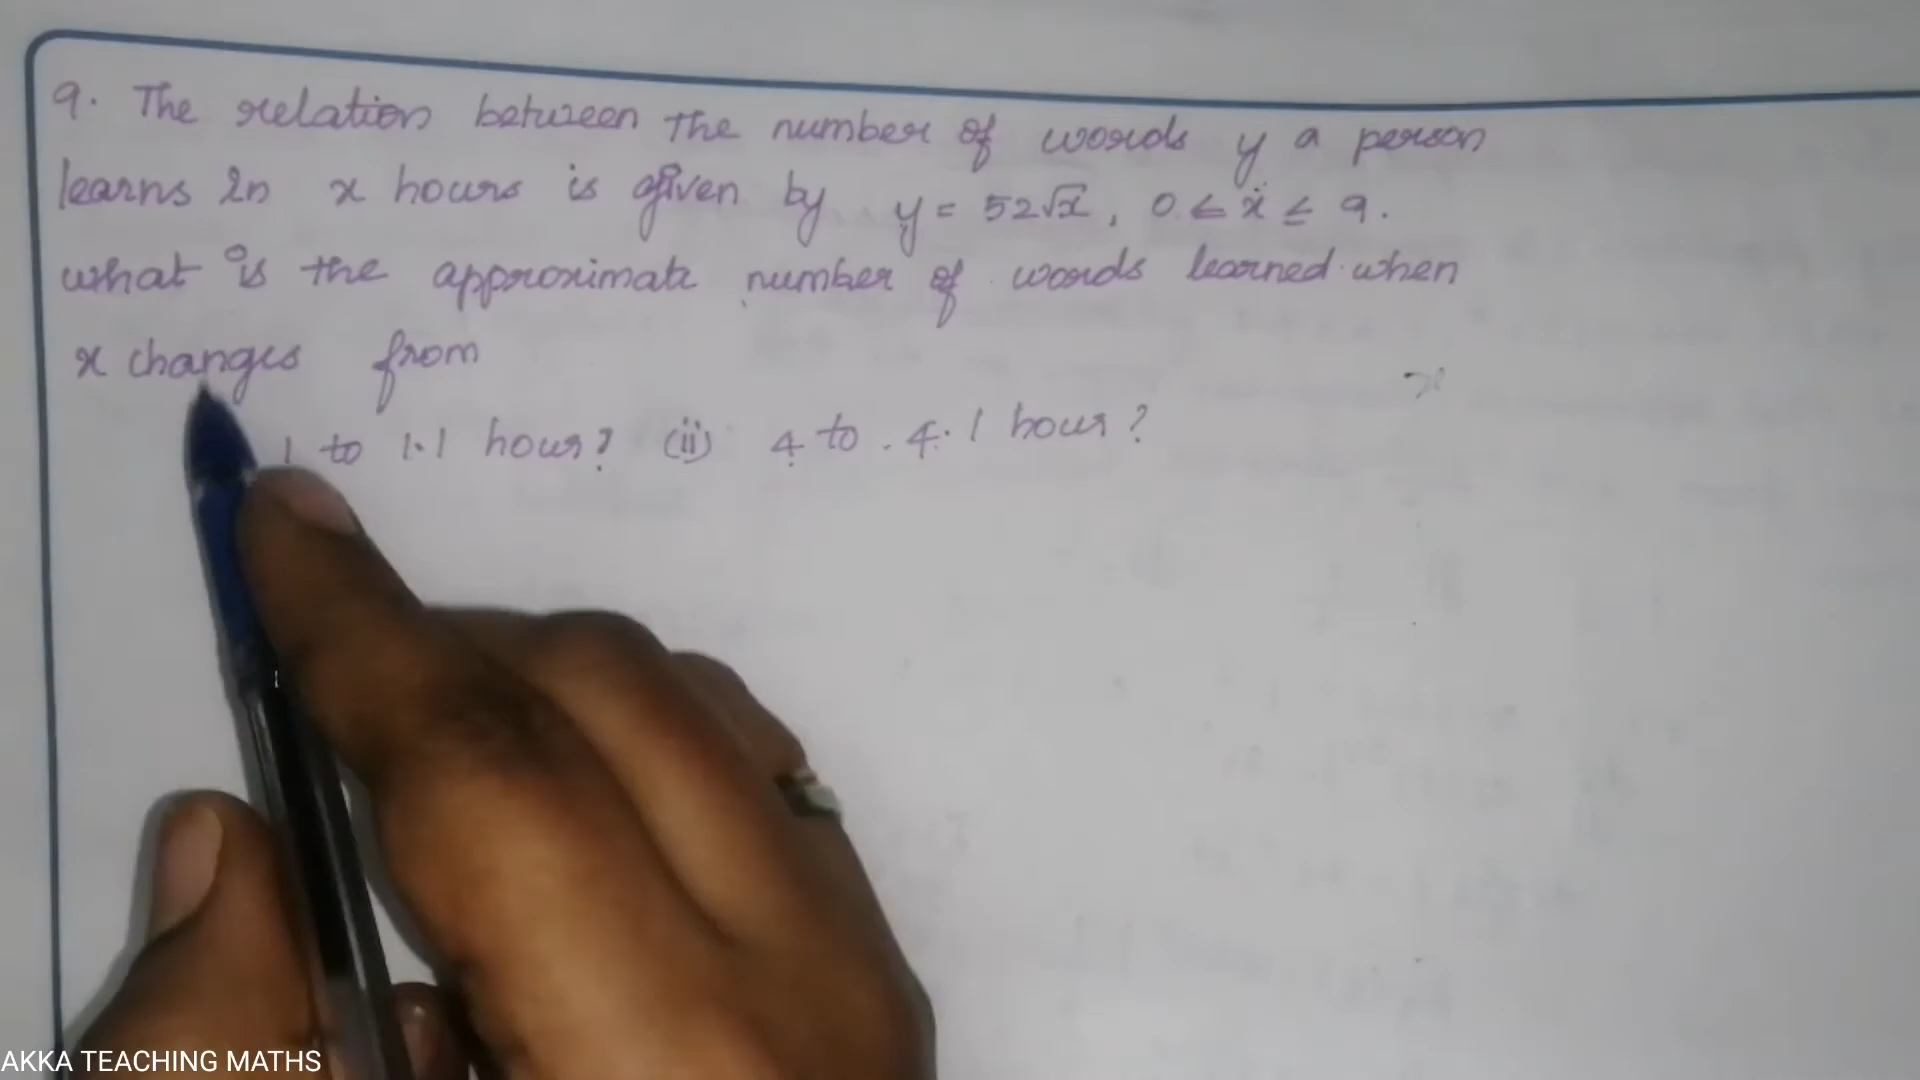 9. The relation between the number of words y a person
learns in x hours is given by y = 52√x, 0 ≤ x ≤ 9.
what is the approximate number of words learned when
x changes from
1 to 1.1 hour? (ii) 4 to 4.1 hour?
AKKA TEACHING MATHS